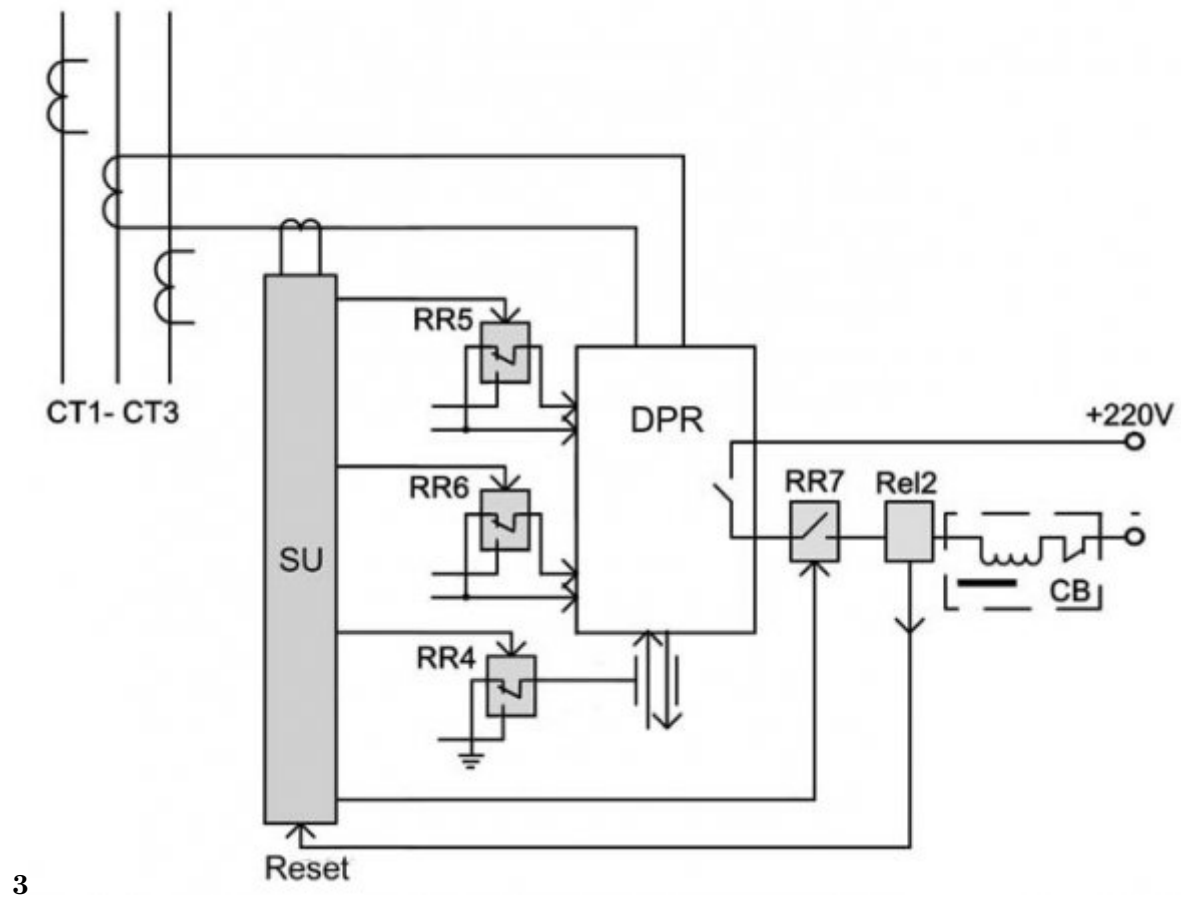 RR5
CT1- CT3
DPR
+220V
RR6
RR7
Rel2
-
SU
CB
RR4
Reset
3